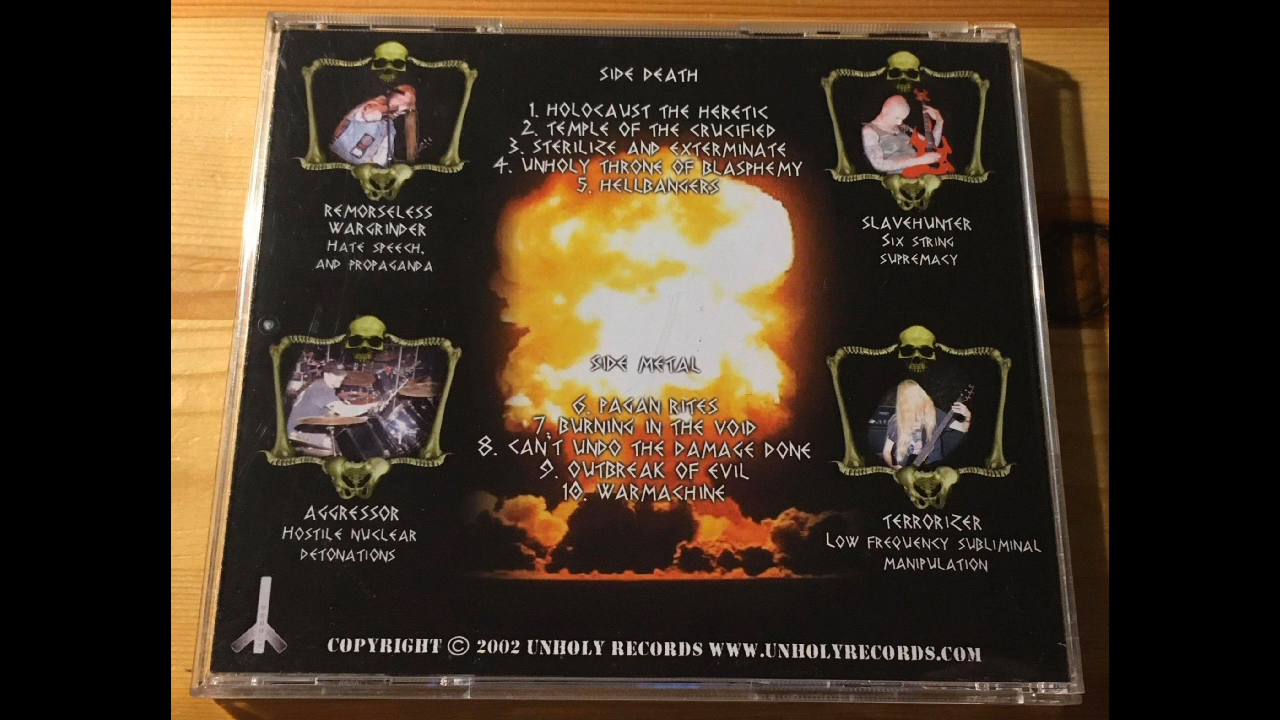 SIDE DEATH
1. HOLOCAUST THE HERETIC
2. TEMPLE OF THE CRUCIFIED
3. STERILIZE AND EXTERMINATE
4. UNHOLY THRONE OF BLASPHEMY
5. HELLBANGERS
REMORSELESS
WARGRINDER
HATE SPEECH,
AND PROPAGANDA
SLAVEHUNTER
SIX STRING
SUPREMACY
SIDE METAL
6. PAGAN RITES
7. BURNING IN THE VOID
8. CAN'T UNDO THE DAMAGE DONE
9. OUTBREAK OF EVIL
10. WARMACHINE
AGGRESSOR
HOSTILE NUCLEAR
DETONATIONS
TERRORIZER
LOW FREQUENCY SUBLIMINAL
MANIPULATION
COPYRIGHT © 2002 UNHOLY RECORDS WWW.UNHOLYRECORDS.COM